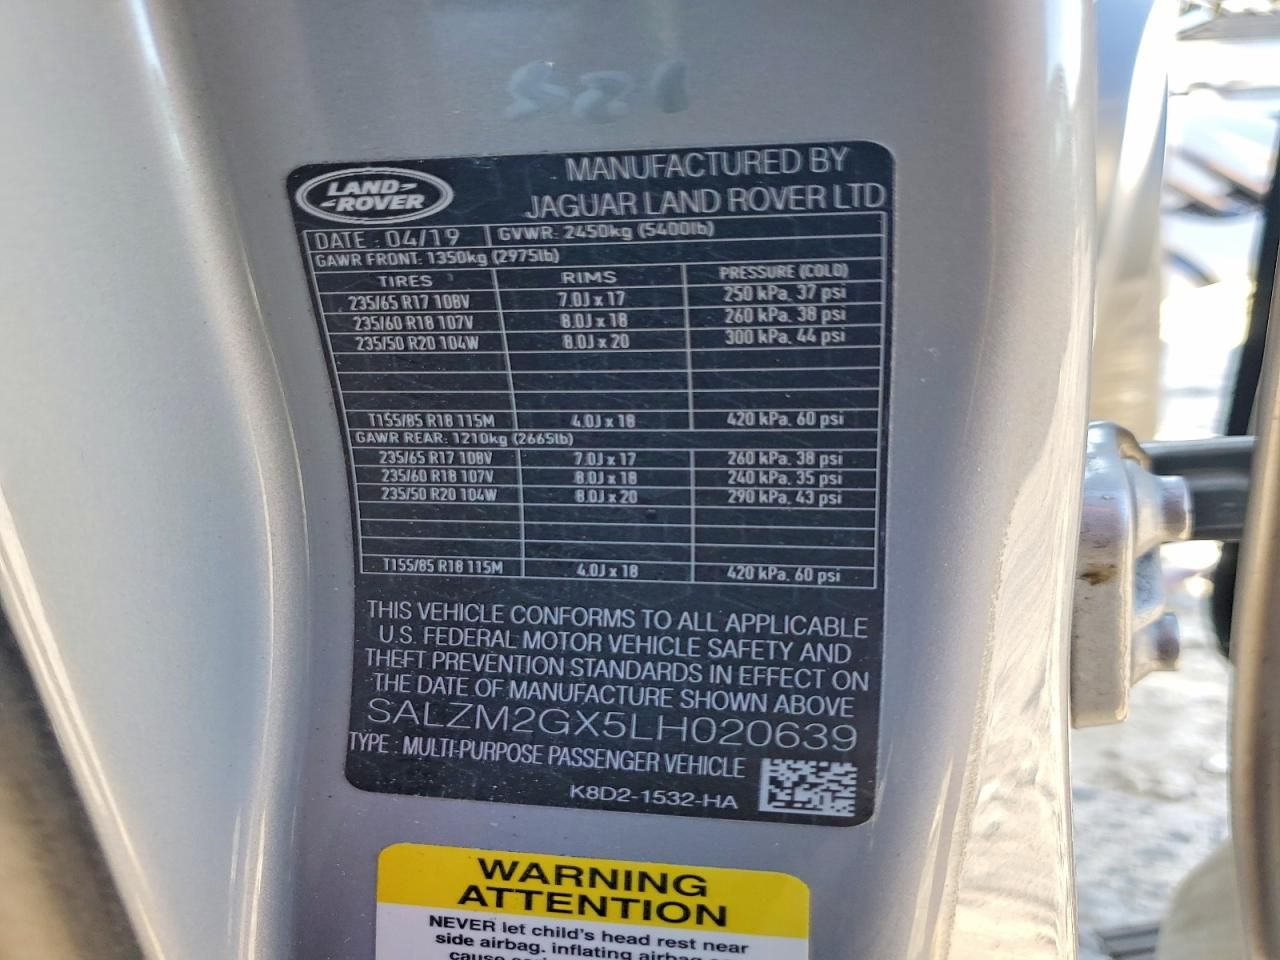 LAND-
-ROVER
MANUFACTURED BY
JAGUAR LAND ROVER LTD
DATE : 04/19 GVWR: 2450kg (5400lb)
GAWR FRONT: 1350kg (2975lb)
TIRES RIMS PRESSURE (COLD)
235/65 R17 108V 7.0J x 17 250 kPa, 37 psi
235/60 R18 107V 8.0J x 18 260 kPa, 38 psi
235/50 R20 104W 8.0J x 20 300 kPa, 44 psi
T155/85 R18 115M 4.0J x 18 420 kPa, 60 psi
GAWR REAR: 1210kg (2665lb)
235/65 R17 108V 7.0J x 17 260 kPa, 38 psi
235/60 R18 107V 8.0J x 18 240 kPa, 35 psi
235/50 R20 104W 8.0J x 20 290 kPa, 43 psi
T155/85 R18 115M 4.0J x 18 420 kPa, 60 psi
THIS VEHICLE CONFORMS TO ALL APPLICABLE
U.S. FEDERAL MOTOR VEHICLE SAFETY AND
THEFT PREVENTION STANDARDS IN EFFECT ON
THE DATE OF MANUFACTURE SHOWN ABOVE
SALZM2GX5LH020639
TYPE : MULTI-PURPOSE PASSENGER VEHICLE
K8D2-1532-HA
WARNING
ATTENTION
NEVER let child's head rest near
side airbag. inflating airbag
cause